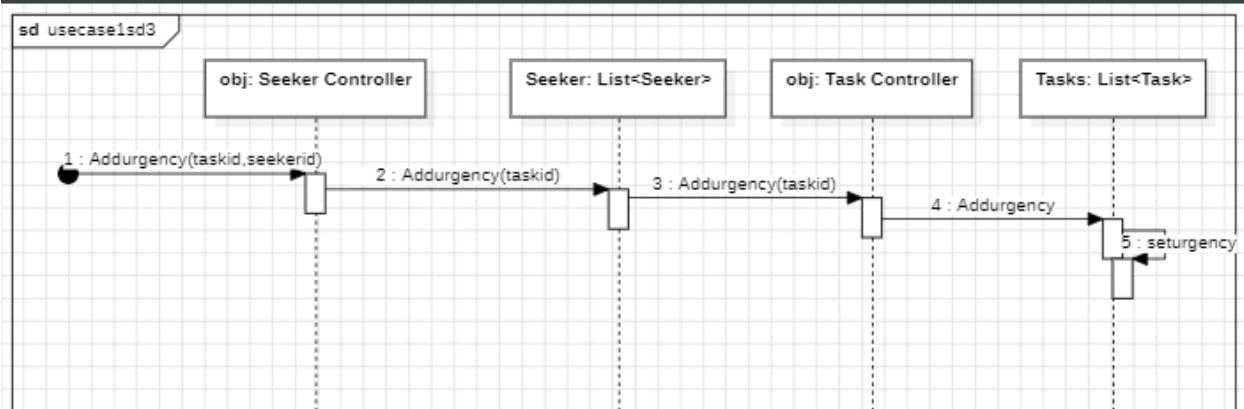 sd usecase1sd3
obj: Seeker Controller
Seeker: List<Seeker>
obj: Task Controller
Tasks: List<Task>
1 : Addurgency(taskid,seekerid)
2 : Addurgency(taskid)
3 : Addurgency(taskid)
4 : Addurgency
5 : seturgency